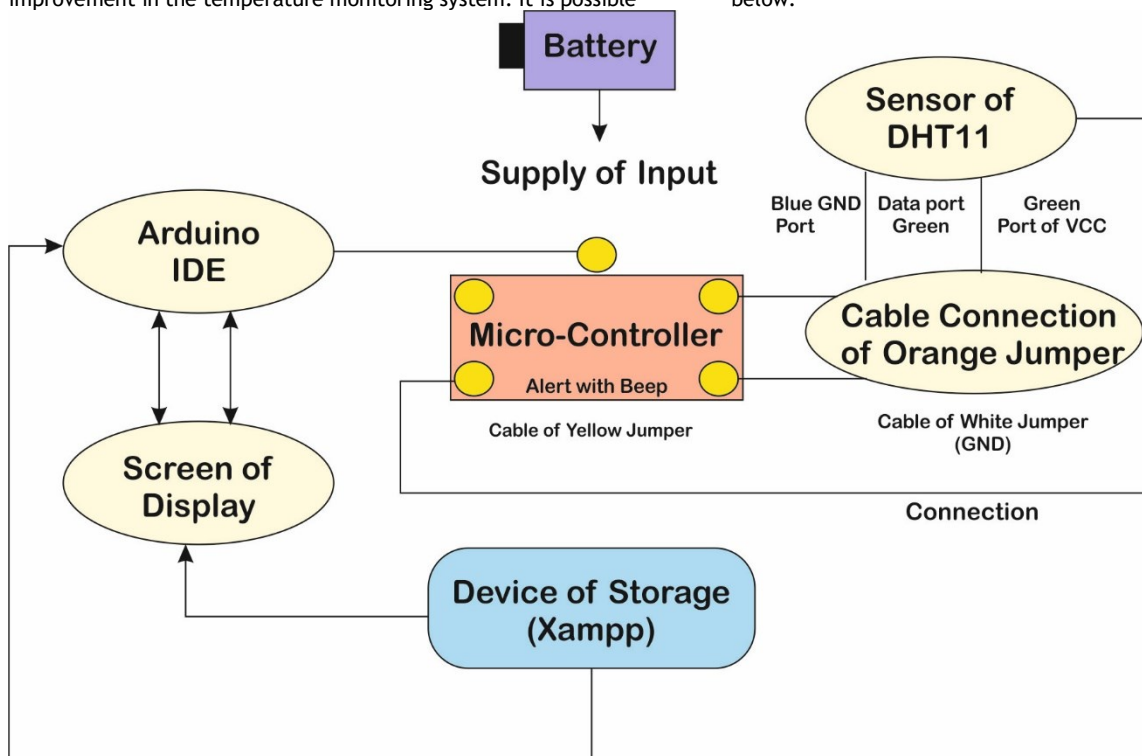 improvement in the temperature monitoring system. It is possible
below.
Battery
Supply of Input
Sensor of
DHT11
Blue GND
Port
Data port
Green
Green
Port of VCC
Arduino
IDE
Micro-Controller
Alert with Beep
Cable Connection
of Orange Jumper
Cable of Yellow Jumper
Cable of White Jumper
(GND)
Screen of
Display
Connection
Device of Storage
(Xampp)